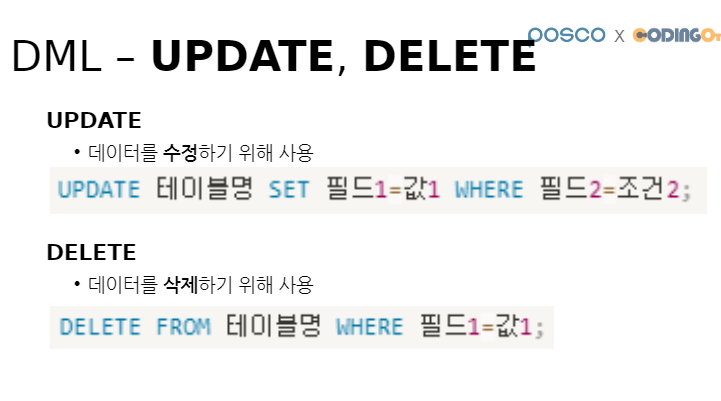 posco x CODINGOn
DML – UPDATE, DELETE
UPDATE
• 데이터를 수정하기 위해 사용
UPDATE 테이블명 SET 필드1=값1 WHERE 필드2=조건2;
DELETE
• 데이터를 삭제하기 위해 사용
DELETE FROM 테이블명 WHERE 필드1=값1;